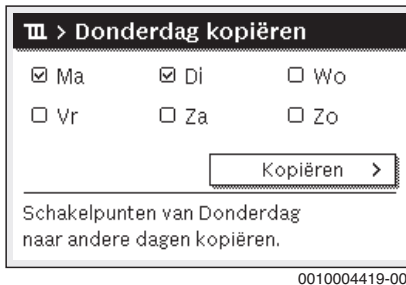 > Donderdag kopiëren
Ma Di Wo
Vr Za Zo
Kopiëren >
Schakelpunten van Donderdag
naar andere dagen kopiëren.
0010004419-00